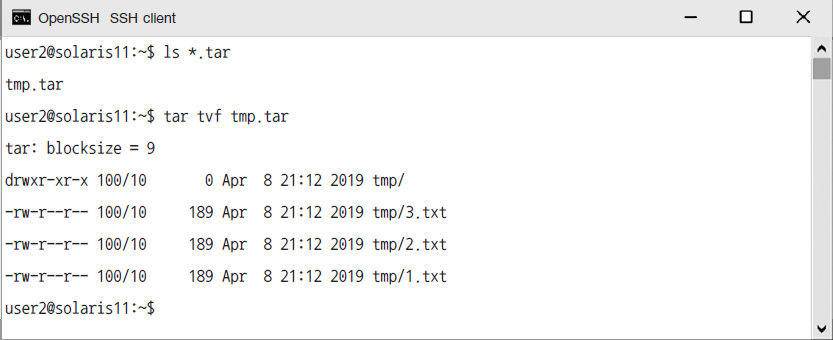 OpenSSH SSH client
user2@solaris11:~$ ls *.tar
tmp.tar
user2@solaris11:~$ tar tvf tmp.tar
tar: blocksize = 9
drwxr-xr-x 100/10       0 Apr  8 21:12 2019 tmp/
-rw-r--r-- 100/10     189 Apr  8 21:12 2019 tmp/3.txt
-rw-r--r-- 100/10     189 Apr  8 21:12 2019 tmp/2.txt
-rw-r--r-- 100/10     189 Apr  8 21:12 2019 tmp/1.txt
user2@solaris11:~$